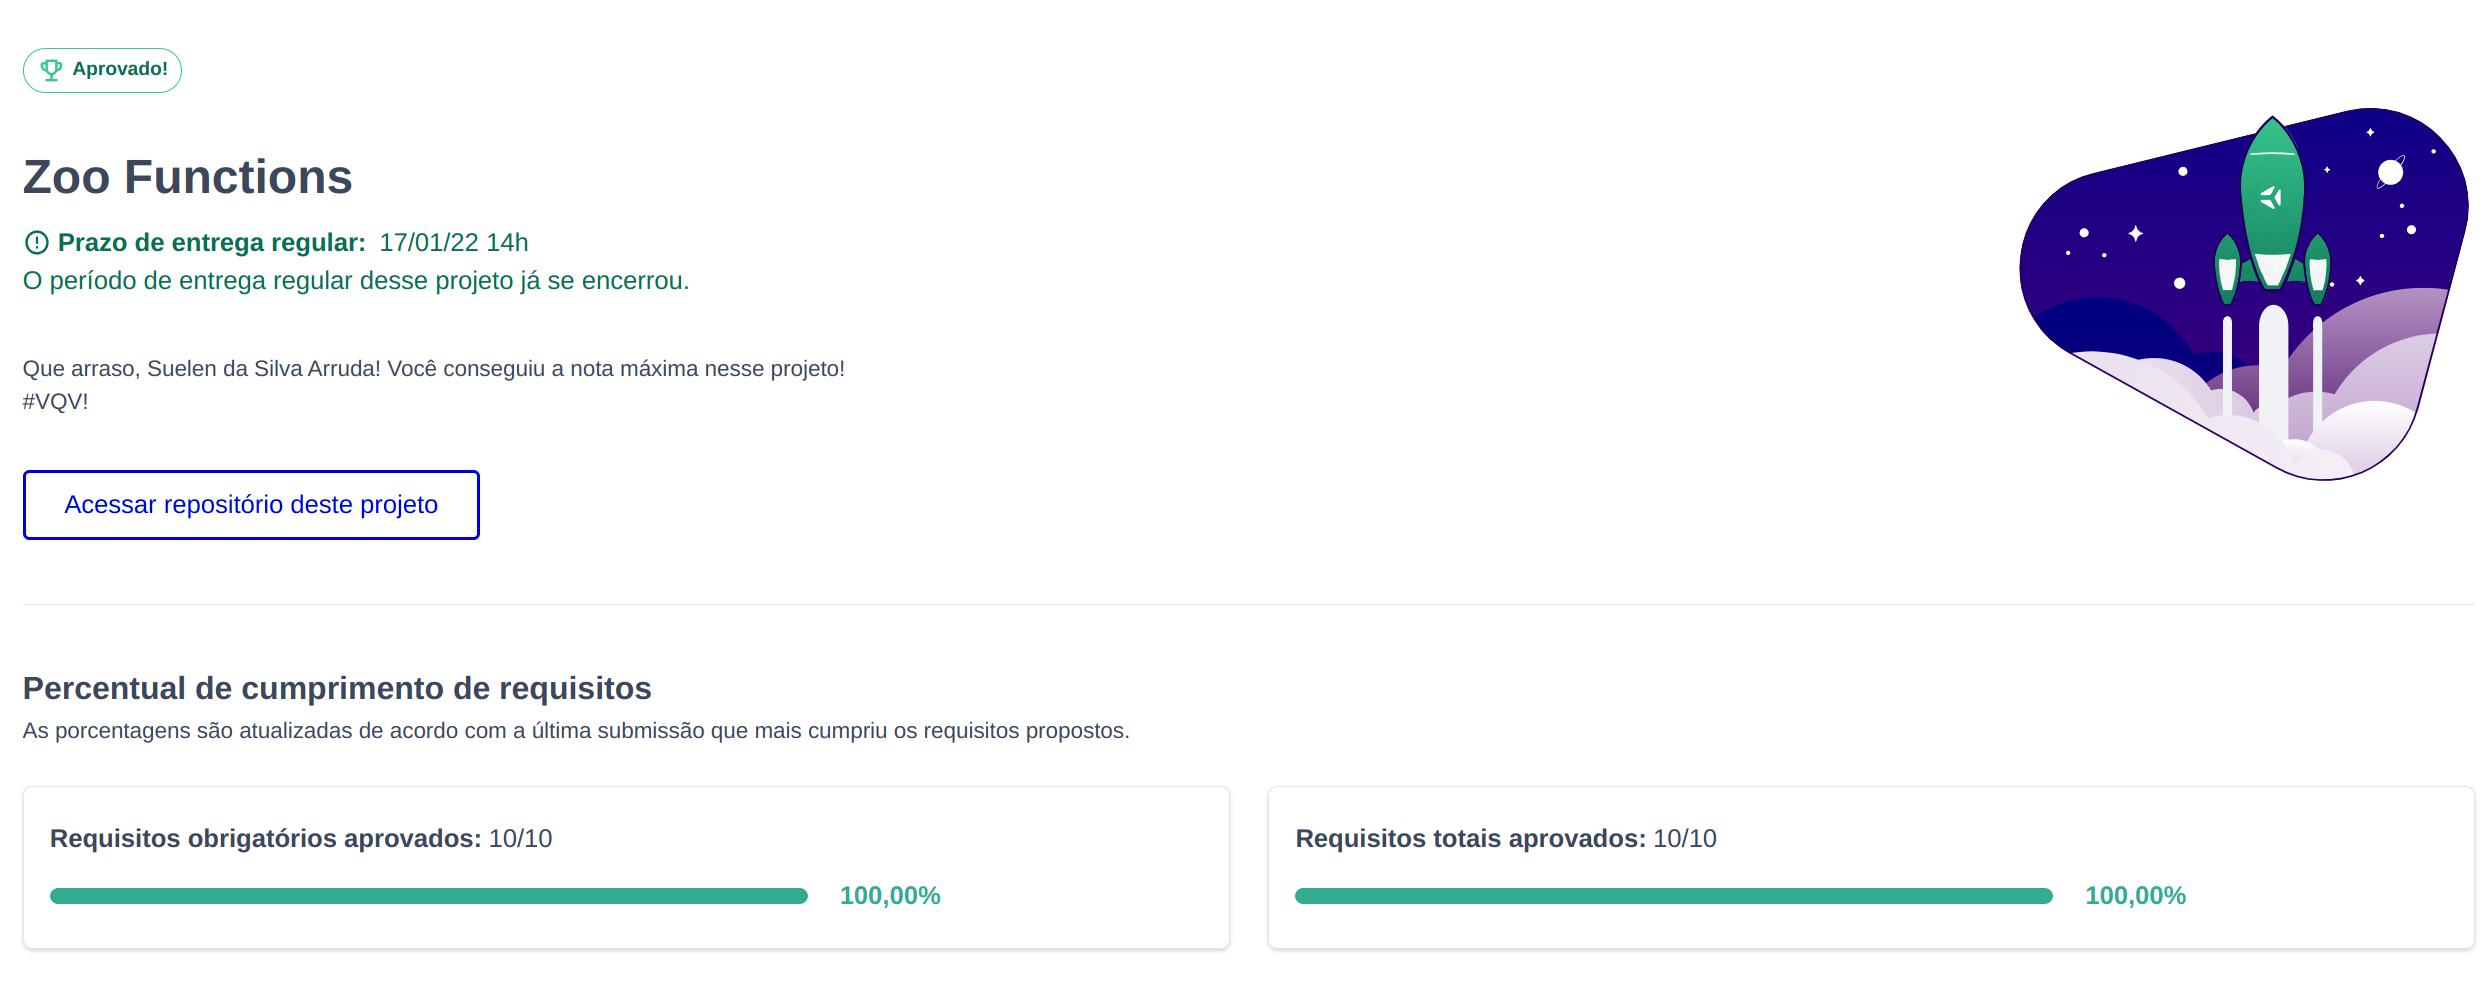 Aprovado!
Zoo Functions
Prazo de entrega regular: 17/01/22 14h
O período de entrega regular desse projeto já se encerrou.
Que arraso, Suelen da Silva Arruda! Você conseguiu a nota máxima nesse projeto!
#VQV!
Acessar repositório deste projeto
Percentual de cumprimento de requisitos
As porcentagens são atualizadas de acordo com a última submissão que mais cumpriu os requisitos propostos.
Requisitos obrigatórios aprovados: 10/10
100,00%
Requisitos totais aprovados: 10/10
100,00%